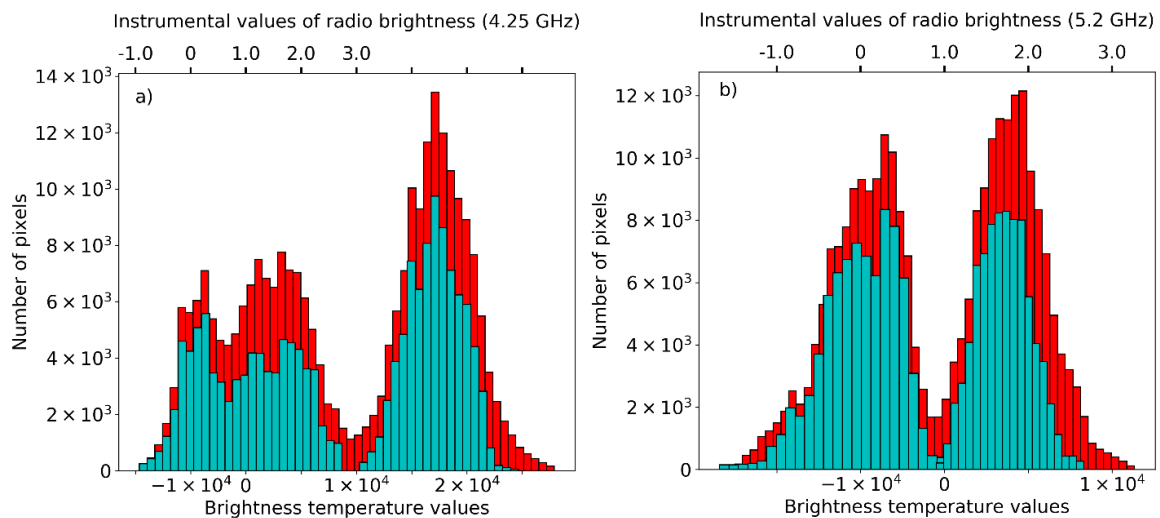 Instrumental values of radio brightness (4.25 GHz)
-1.0 0 1.0 2.0 3.0
a)
14 × 10³
12 × 10³
10 × 10³
8 × 10³
6 × 10³
4 × 10³
2 × 10³
0
Number of pixels
−1 × 10⁴ 0 1 × 10⁴ 2 × 10⁴
Brightness temperature values
Instrumental values of radio brightness (5.2 GHz)
-1.0 0 1.0 2.0 3.0
b)
12 × 10³
10 × 10³
8 × 10³
6 × 10³
4 × 10³
2 × 10³
0
Number of pixels
−1 × 10⁴ 0 1 × 10⁴
Brightness temperature values